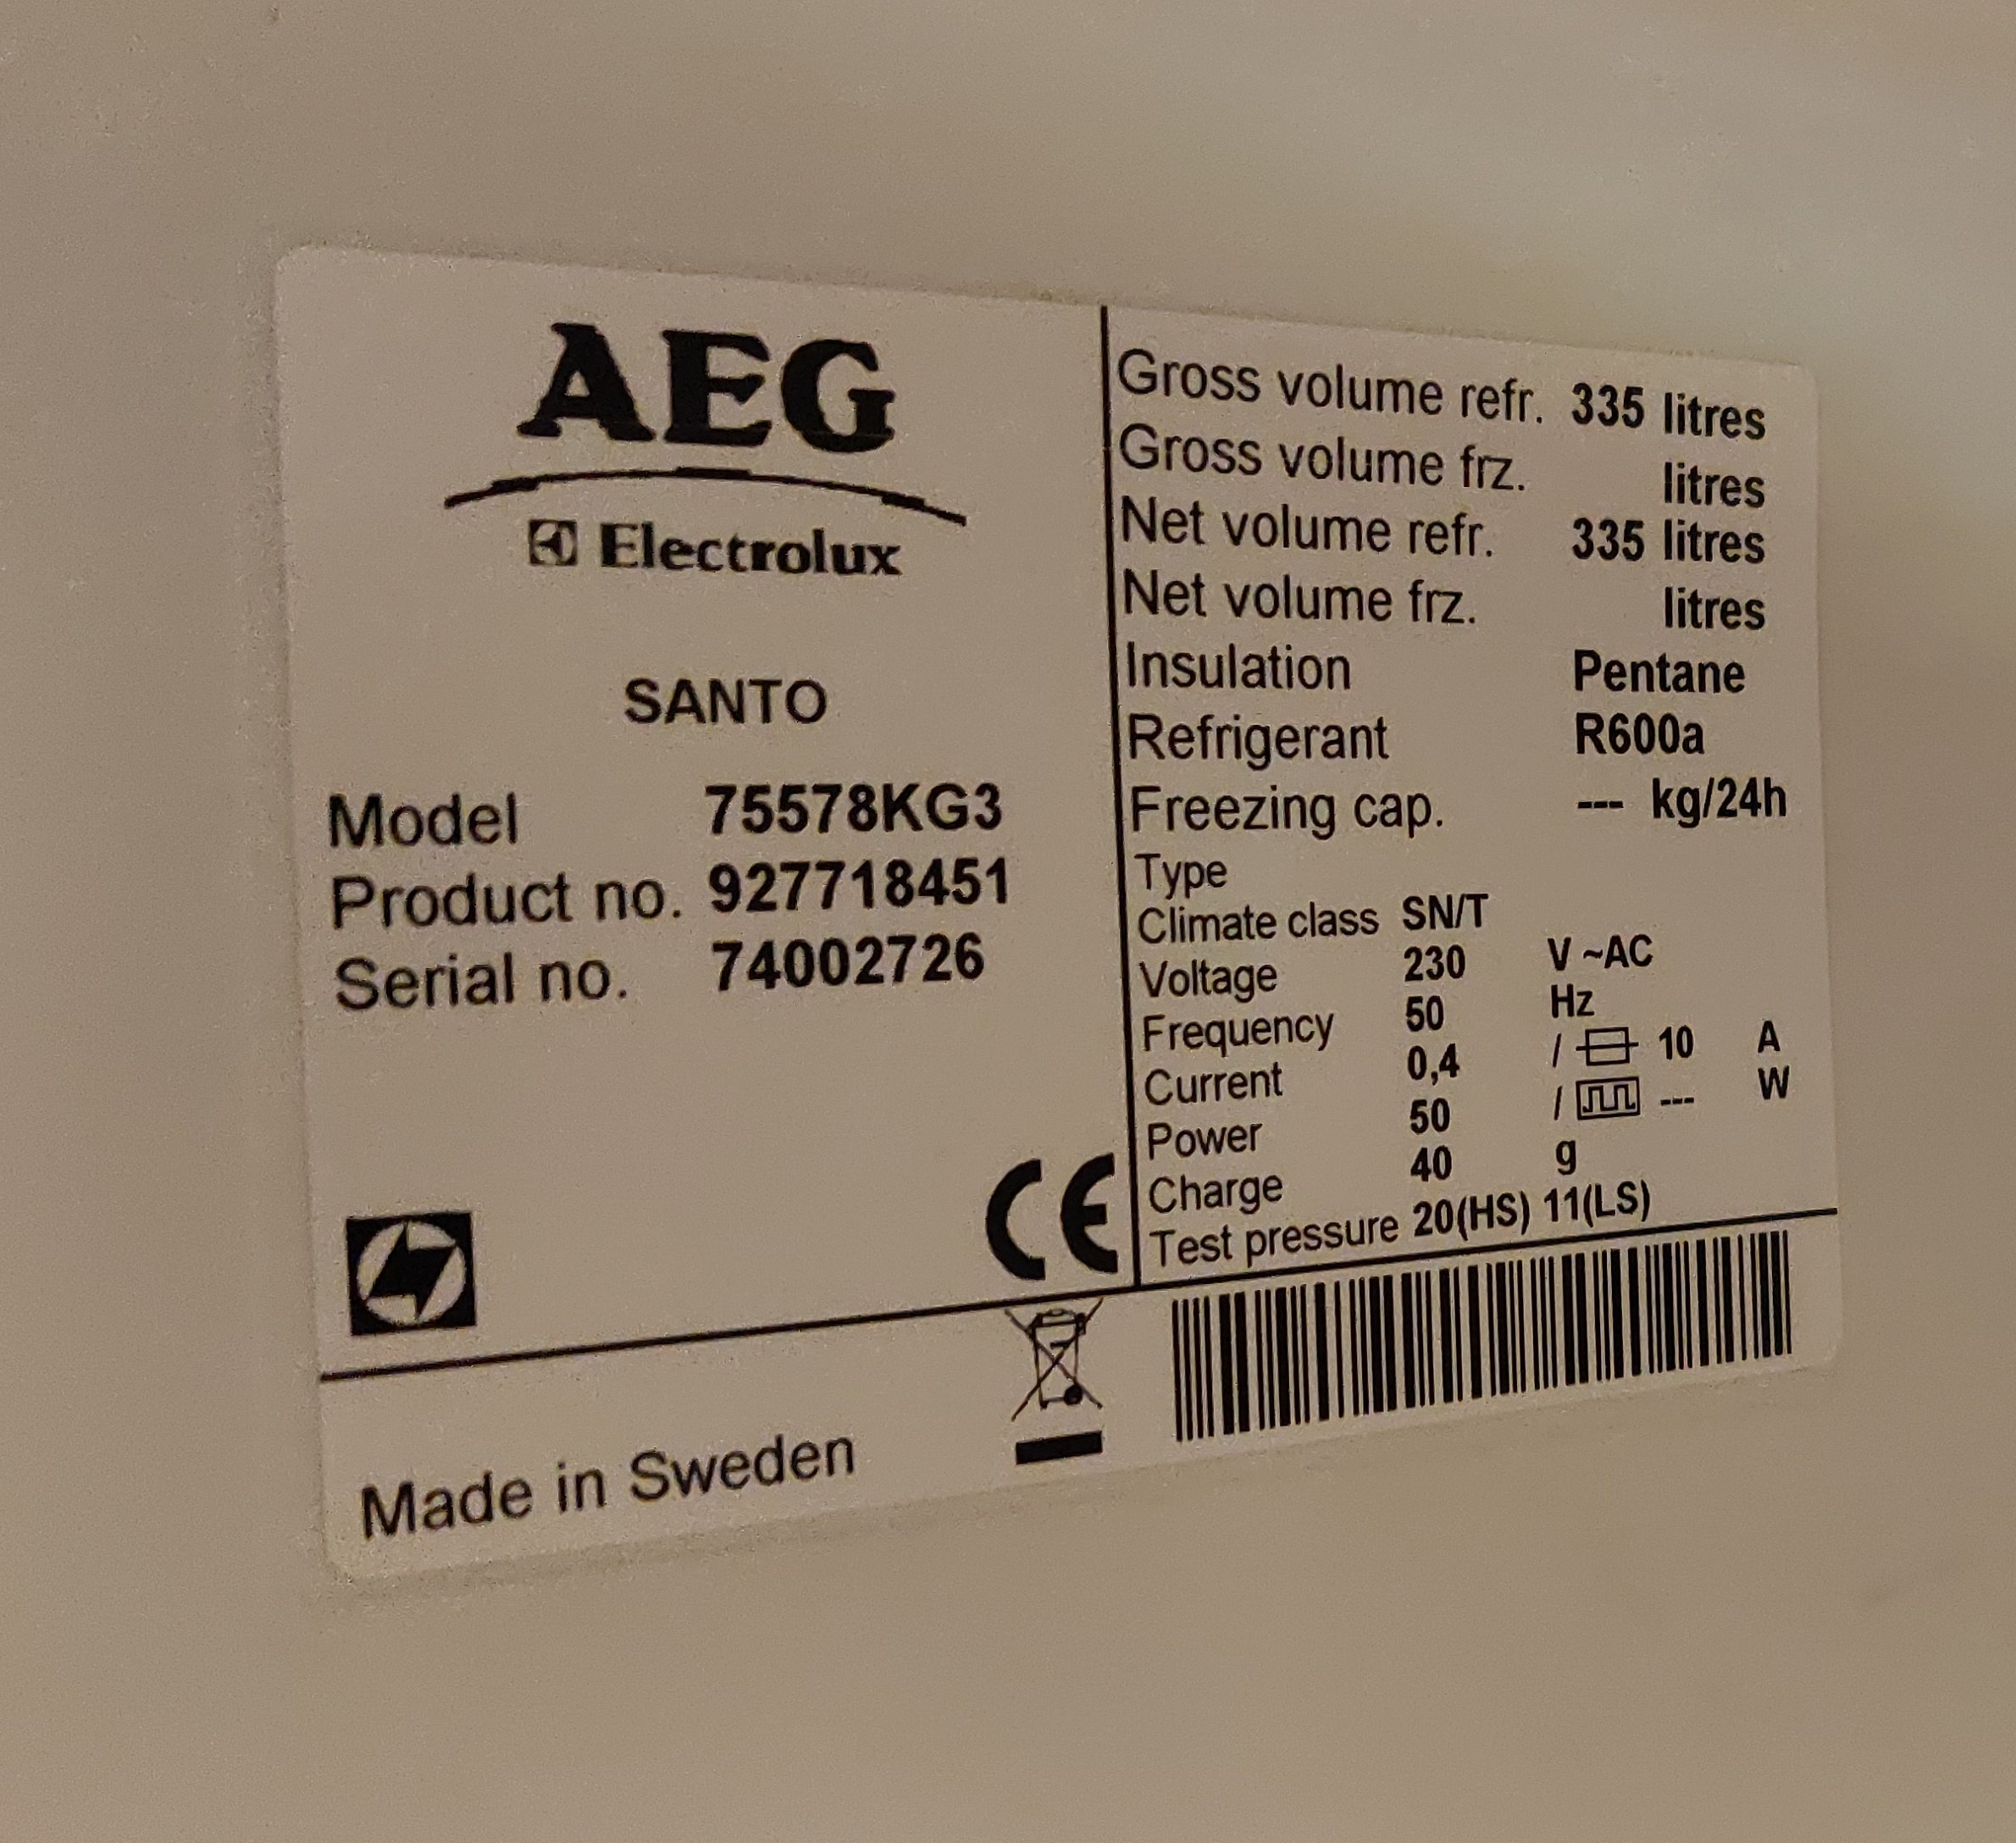 AEG
Electrolux
SANTO
Model 75578KG3
Product no. 927718451
Serial no. 74002726
CE
Made in Sweden
Gross volume refr. 335 litres
Gross volume frz. litres
Net volume refr. 335 litres
Net volume frz. litres
Insulation Pentane
Refrigerant R600a
Freezing cap. --- kg/24h
Type
Climate class SN/T
Voltage 230 V ~AC
Frequency 50 Hz
Current 0,4 / 10 A
Power 50 / --- W
Charge 40 g
Test pressure 20(HS) 11(LS)